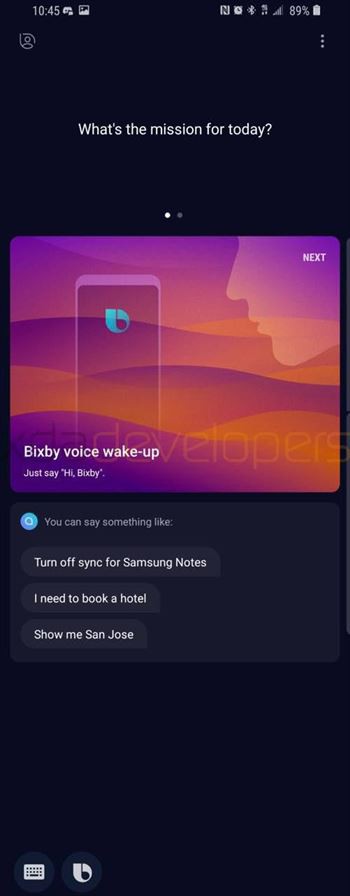 10:45
89%
What's the mission for today?
NEXT
xdadevelopers
Bixby voice wake-up
Just say "Hi, Bixby".
You can say something like:
Turn off sync for Samsung Notes
I need to book a hotel
Show me San Jose